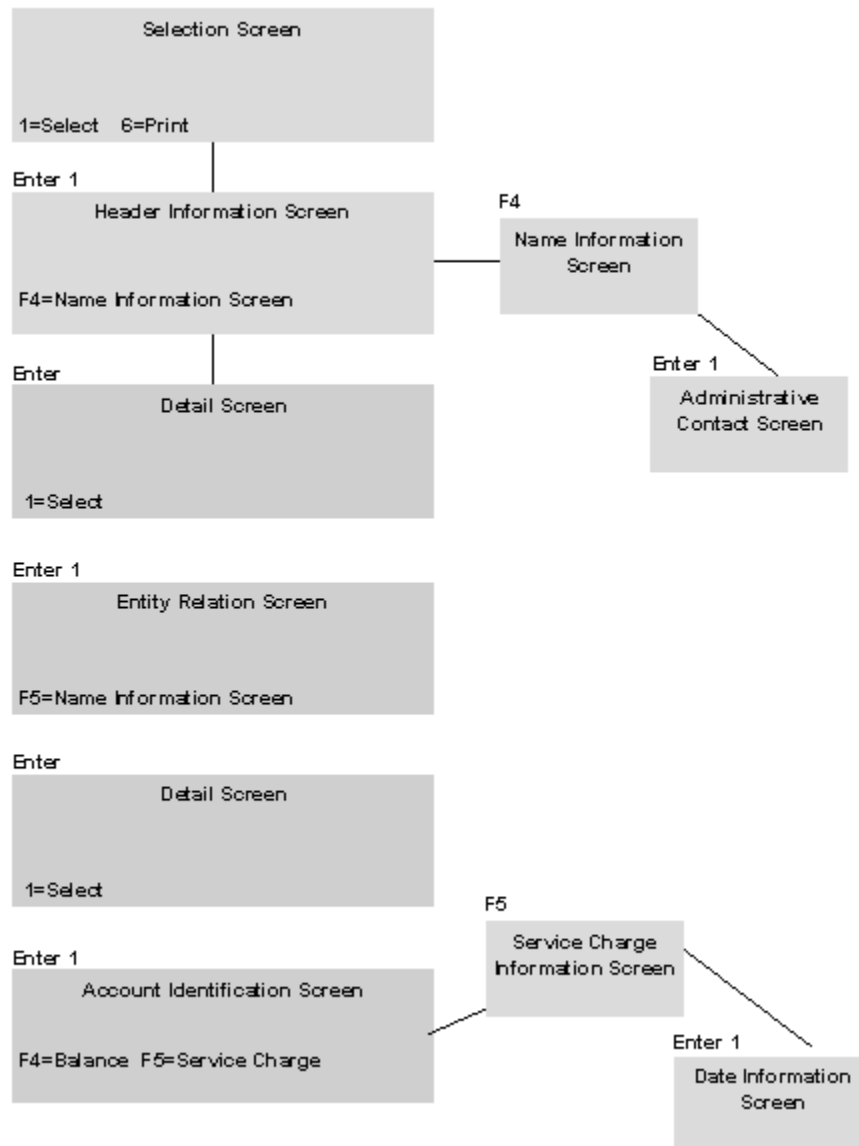 Selection Screen
1=Select 6=Print
Enter 1
Header Information Screen
F4=Name Information Screen
F4
Name Information
Screen
Enter 1
Administrative
Contact Screen
Enter
Detail Screen
1=Select
Enter 1
Entity Relation Screen
F5=Name Information Screen
Enter
Detail Screen
1=Select
Enter 1
Account Identification Screen
F4=Balance F5=Service Charge
F5
Service Charge
Information Screen
Enter 1
Date Information
Screen